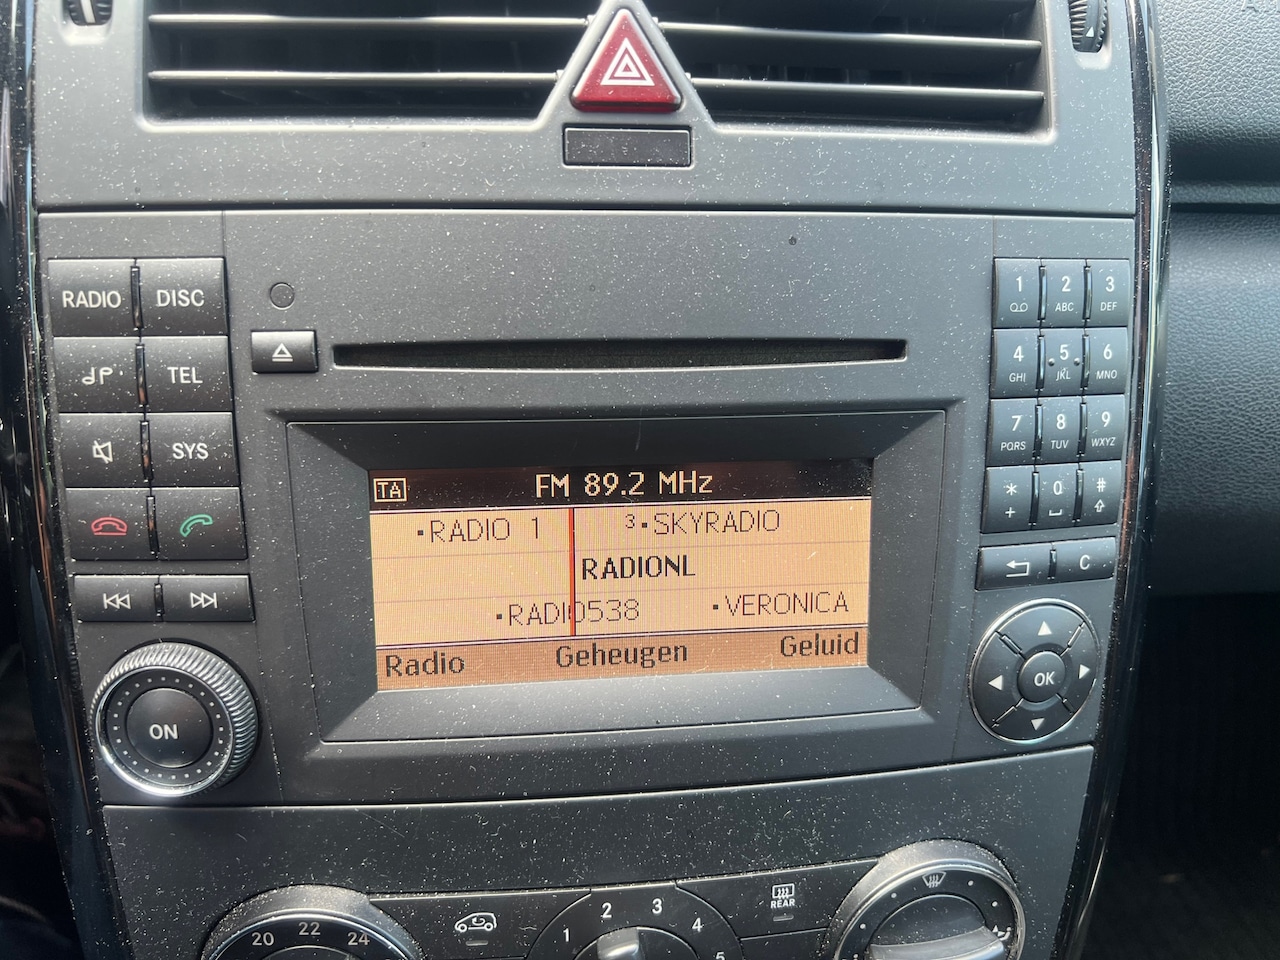 RADIO DISC
TEL
SYS
ON
1 2 ABC 3 DEF
4 GHI 5 JKL 6 MNO
7 PQRS 8 TUV 9 WXYZ
* + 0 #
C
OK
TA FM 89.2 MHz
RADIO 1 3 SKYRADIO
RADIONL
RADIO538 VERONICA
Radio Geheugen Geluid
20 22 24
1 2 3 4 5
REAR